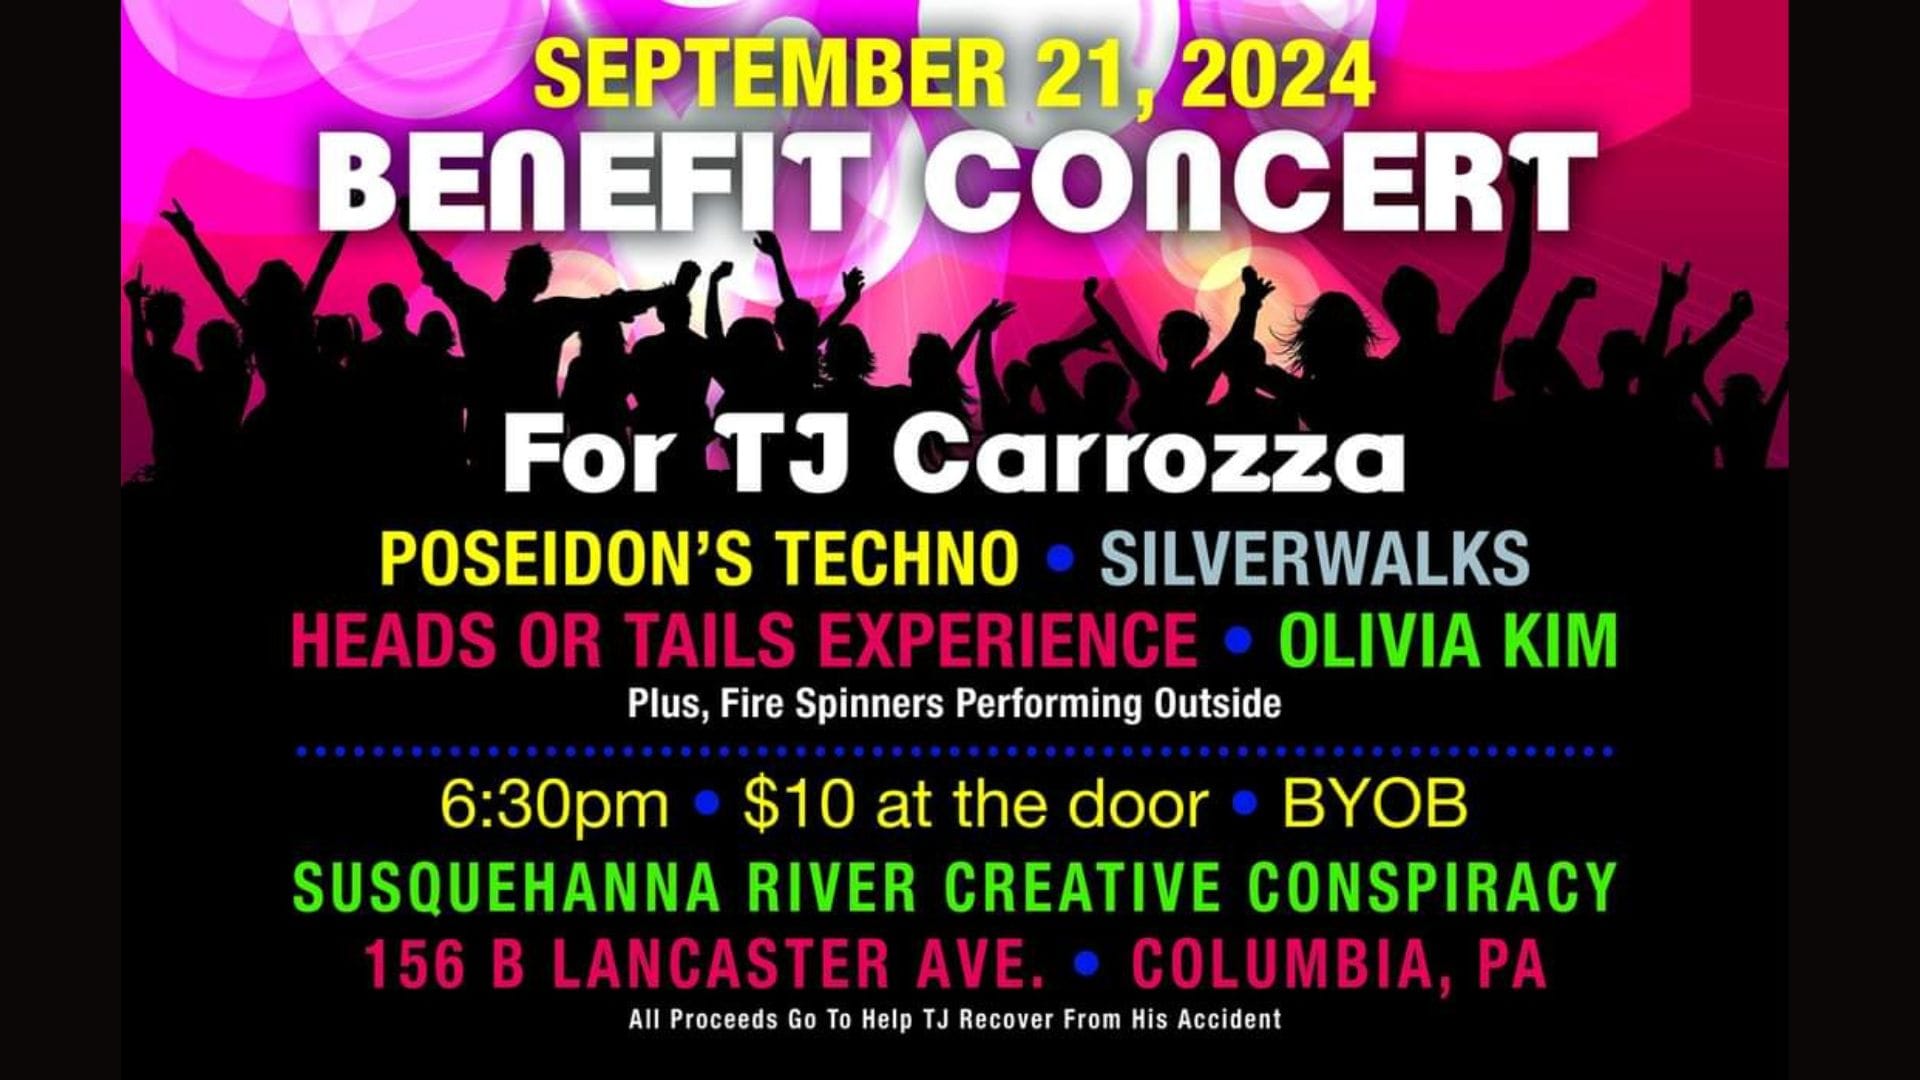 SEPTEMBER 21, 2024
BENEFIT CONCERT
For TJ Carrozza
POSEIDON'S TECHNO • SILVERWALKS
HEADS OR TAILS EXPERIENCE • OLIVIA KIM
Plus, Fire Spinners Performing Outside
6:30pm • $10 at the door • BYOB
SUSQUEHANNA RIVER CREATIVE CONSPIRACY
156 B LANCASTER AVE. • COLUMBIA, PA
All Proceeds Go To Help TJ Recover From His Accident